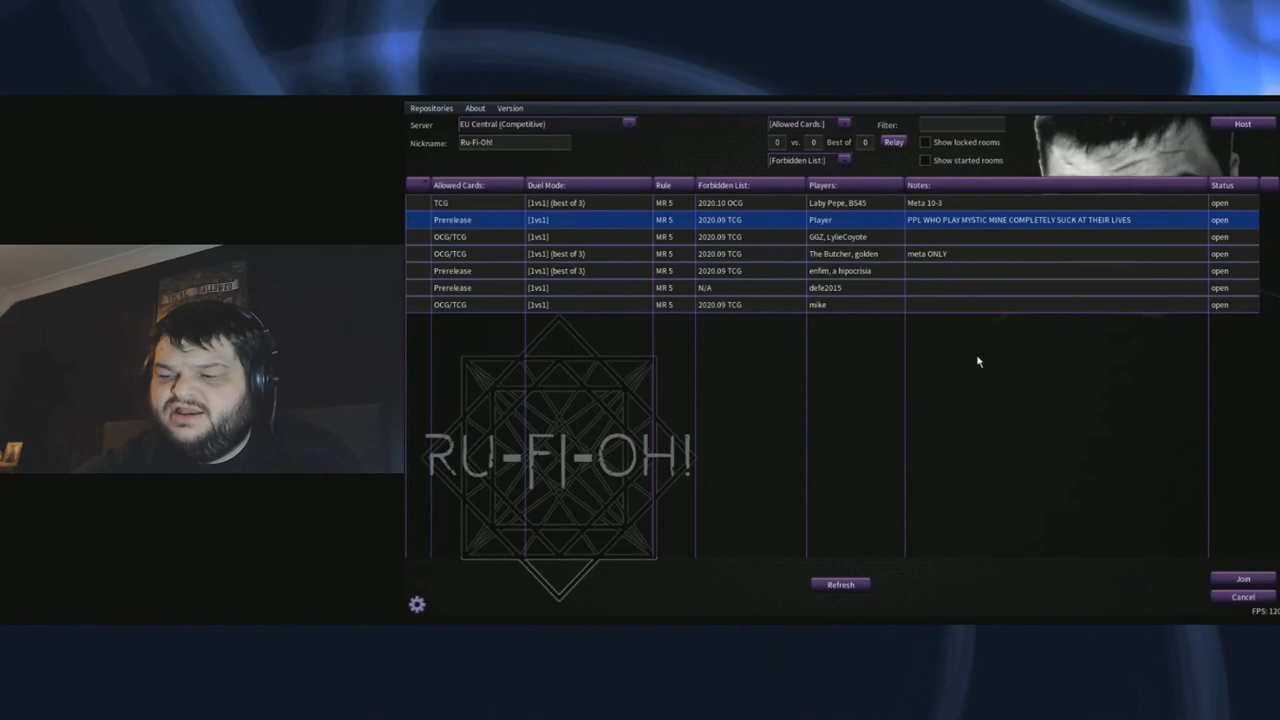 Repositories About Version
Server EU Central (Competitive) [Allowed Cards:] Filter: Host
Nickname: Ru-Fi-Oh! 0 vs. 0 Best of 0 Relay Show locked rooms
[Forbidden List:] Show started rooms
Allowed Cards: Duel Mode: Rule Forbidden List: Players: Notes: Status
TCG [1vs1] (best of 3) MR 5 2020.10 OCG Laby Pepe, BS45 Meta 10-3 open
Prerelease [1vs1] MR 5 2020.09 TCG Player PPL WHO PLAY MYSTIC MINE COMPLETELY SUCK AT THEIR LIVES open
OCG/TCG [1vs1] MR 5 2020.09 TCG GGZ, LylieCoyote open
OCG/TCG [1vs1] (best of 3) MR 5 2020.09 TCG The Butcher, golden meta ONLY open
Prerelease [1vs1] (best of 3) MR 5 2020.09 TCG enfim, a hipocrisia open
Prerelease [1vs1] MR 5 N/A defe2015 open
OCG/TCG [1vs1] MR 5 2020.09 TCG mike open
RU-FI-OH!
Refresh
Join
Cancel
FPS: 120